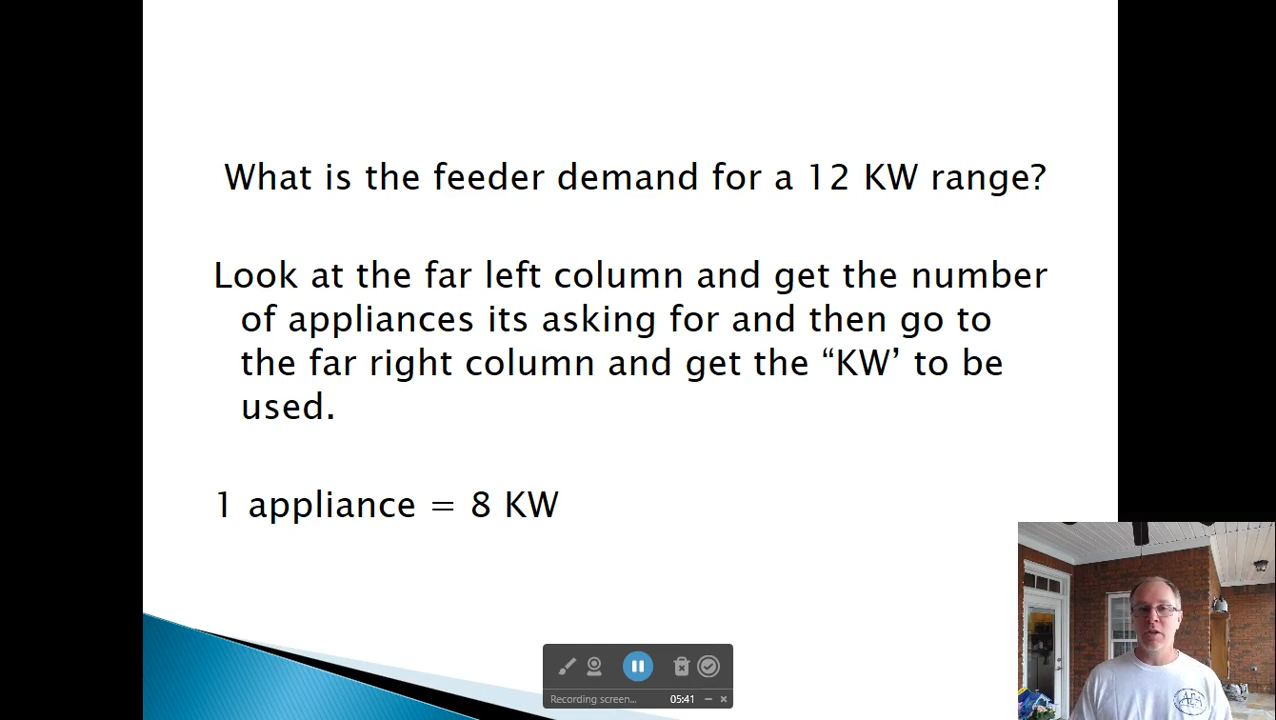 What is the feeder demand for a 12 KW range?
Look at the far left column and get the number
of appliances its asking for and then go to
the far right column and get the “KW’ to be
used.
1 appliance = 8 KW
Recording screen... 05:41